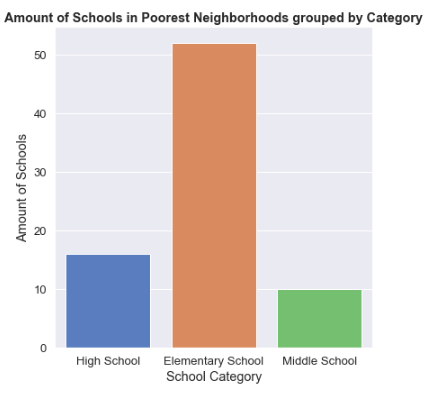 Amount of Schools in Poorest Neighborhoods grouped by Category
50
40
30
20
10
0
Amount of Schools
High School Elementary School Middle School
School Category